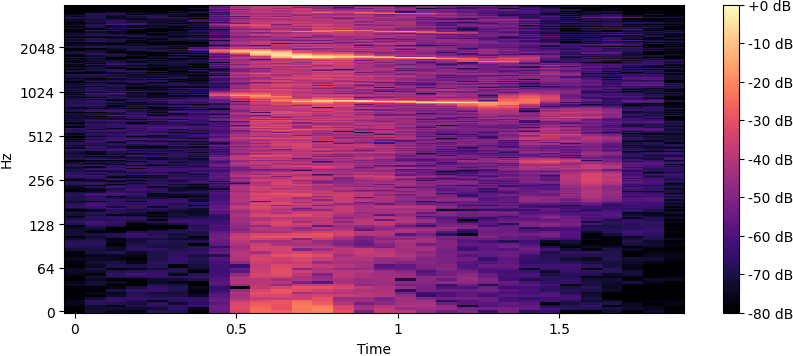 +0 dB
2048
-10 dB
1024
-20 dB
-30 dB
512
Hz
-40 dB
256
-50 dB
128
-60 dB
64
-70 dB
0
-80 dB
0 0.5 1 1.5
Time